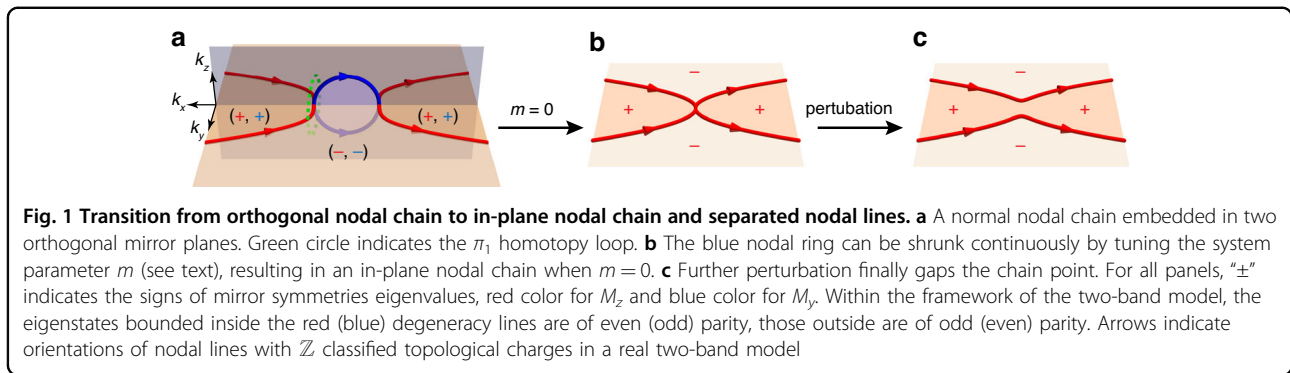 a
b
c
k_z
k_x
k_y
(+, +)
(+, +)
(−, −)
m = 0
−
+
+
−
pertubation
−
+
+
−
Fig. 1 Transition from orthogonal nodal chain to in-plane nodal chain and separated nodal lines. a A normal nodal chain embedded in two
orthogonal mirror planes. Green circle indicates the π₁ homotopy loop. b The blue nodal ring can be shrunk continuously by tuning the system
parameter m (see text), resulting in an in-plane nodal chain when m = 0. c Further perturbation finally gaps the chain point. For all panels, “±”
indicates the signs of mirror symmetries eigenvalues, red color for M_z and blue color for M_y. Within the framework of the two-band model, the
eigenstates bounded inside the red (blue) degeneracy lines are of even (odd) parity, those outside are of odd (even) parity. Arrows indicate
orientations of nodal lines with ℤ classified topological charges in a real two-band model